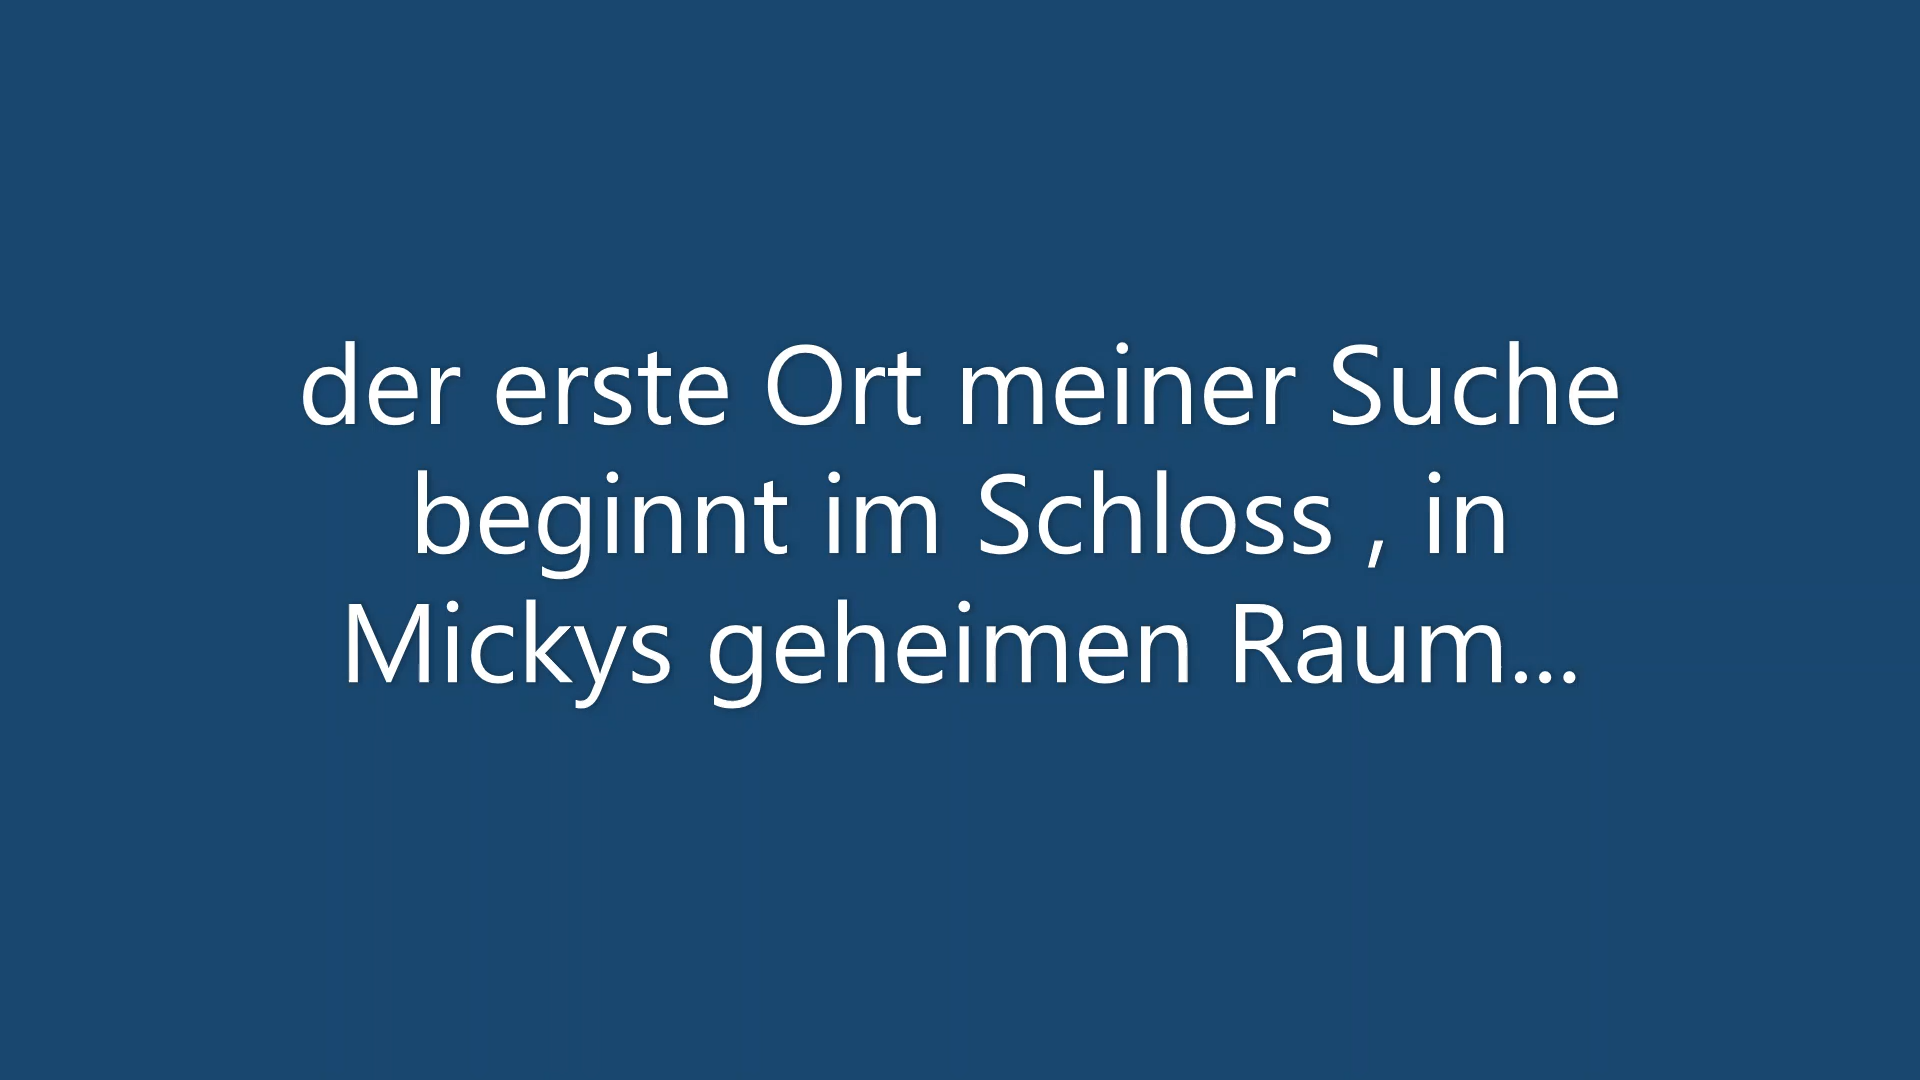 der erste Ort meiner Suche
beginnt im Schloss , in
Mickys geheimen Raum...